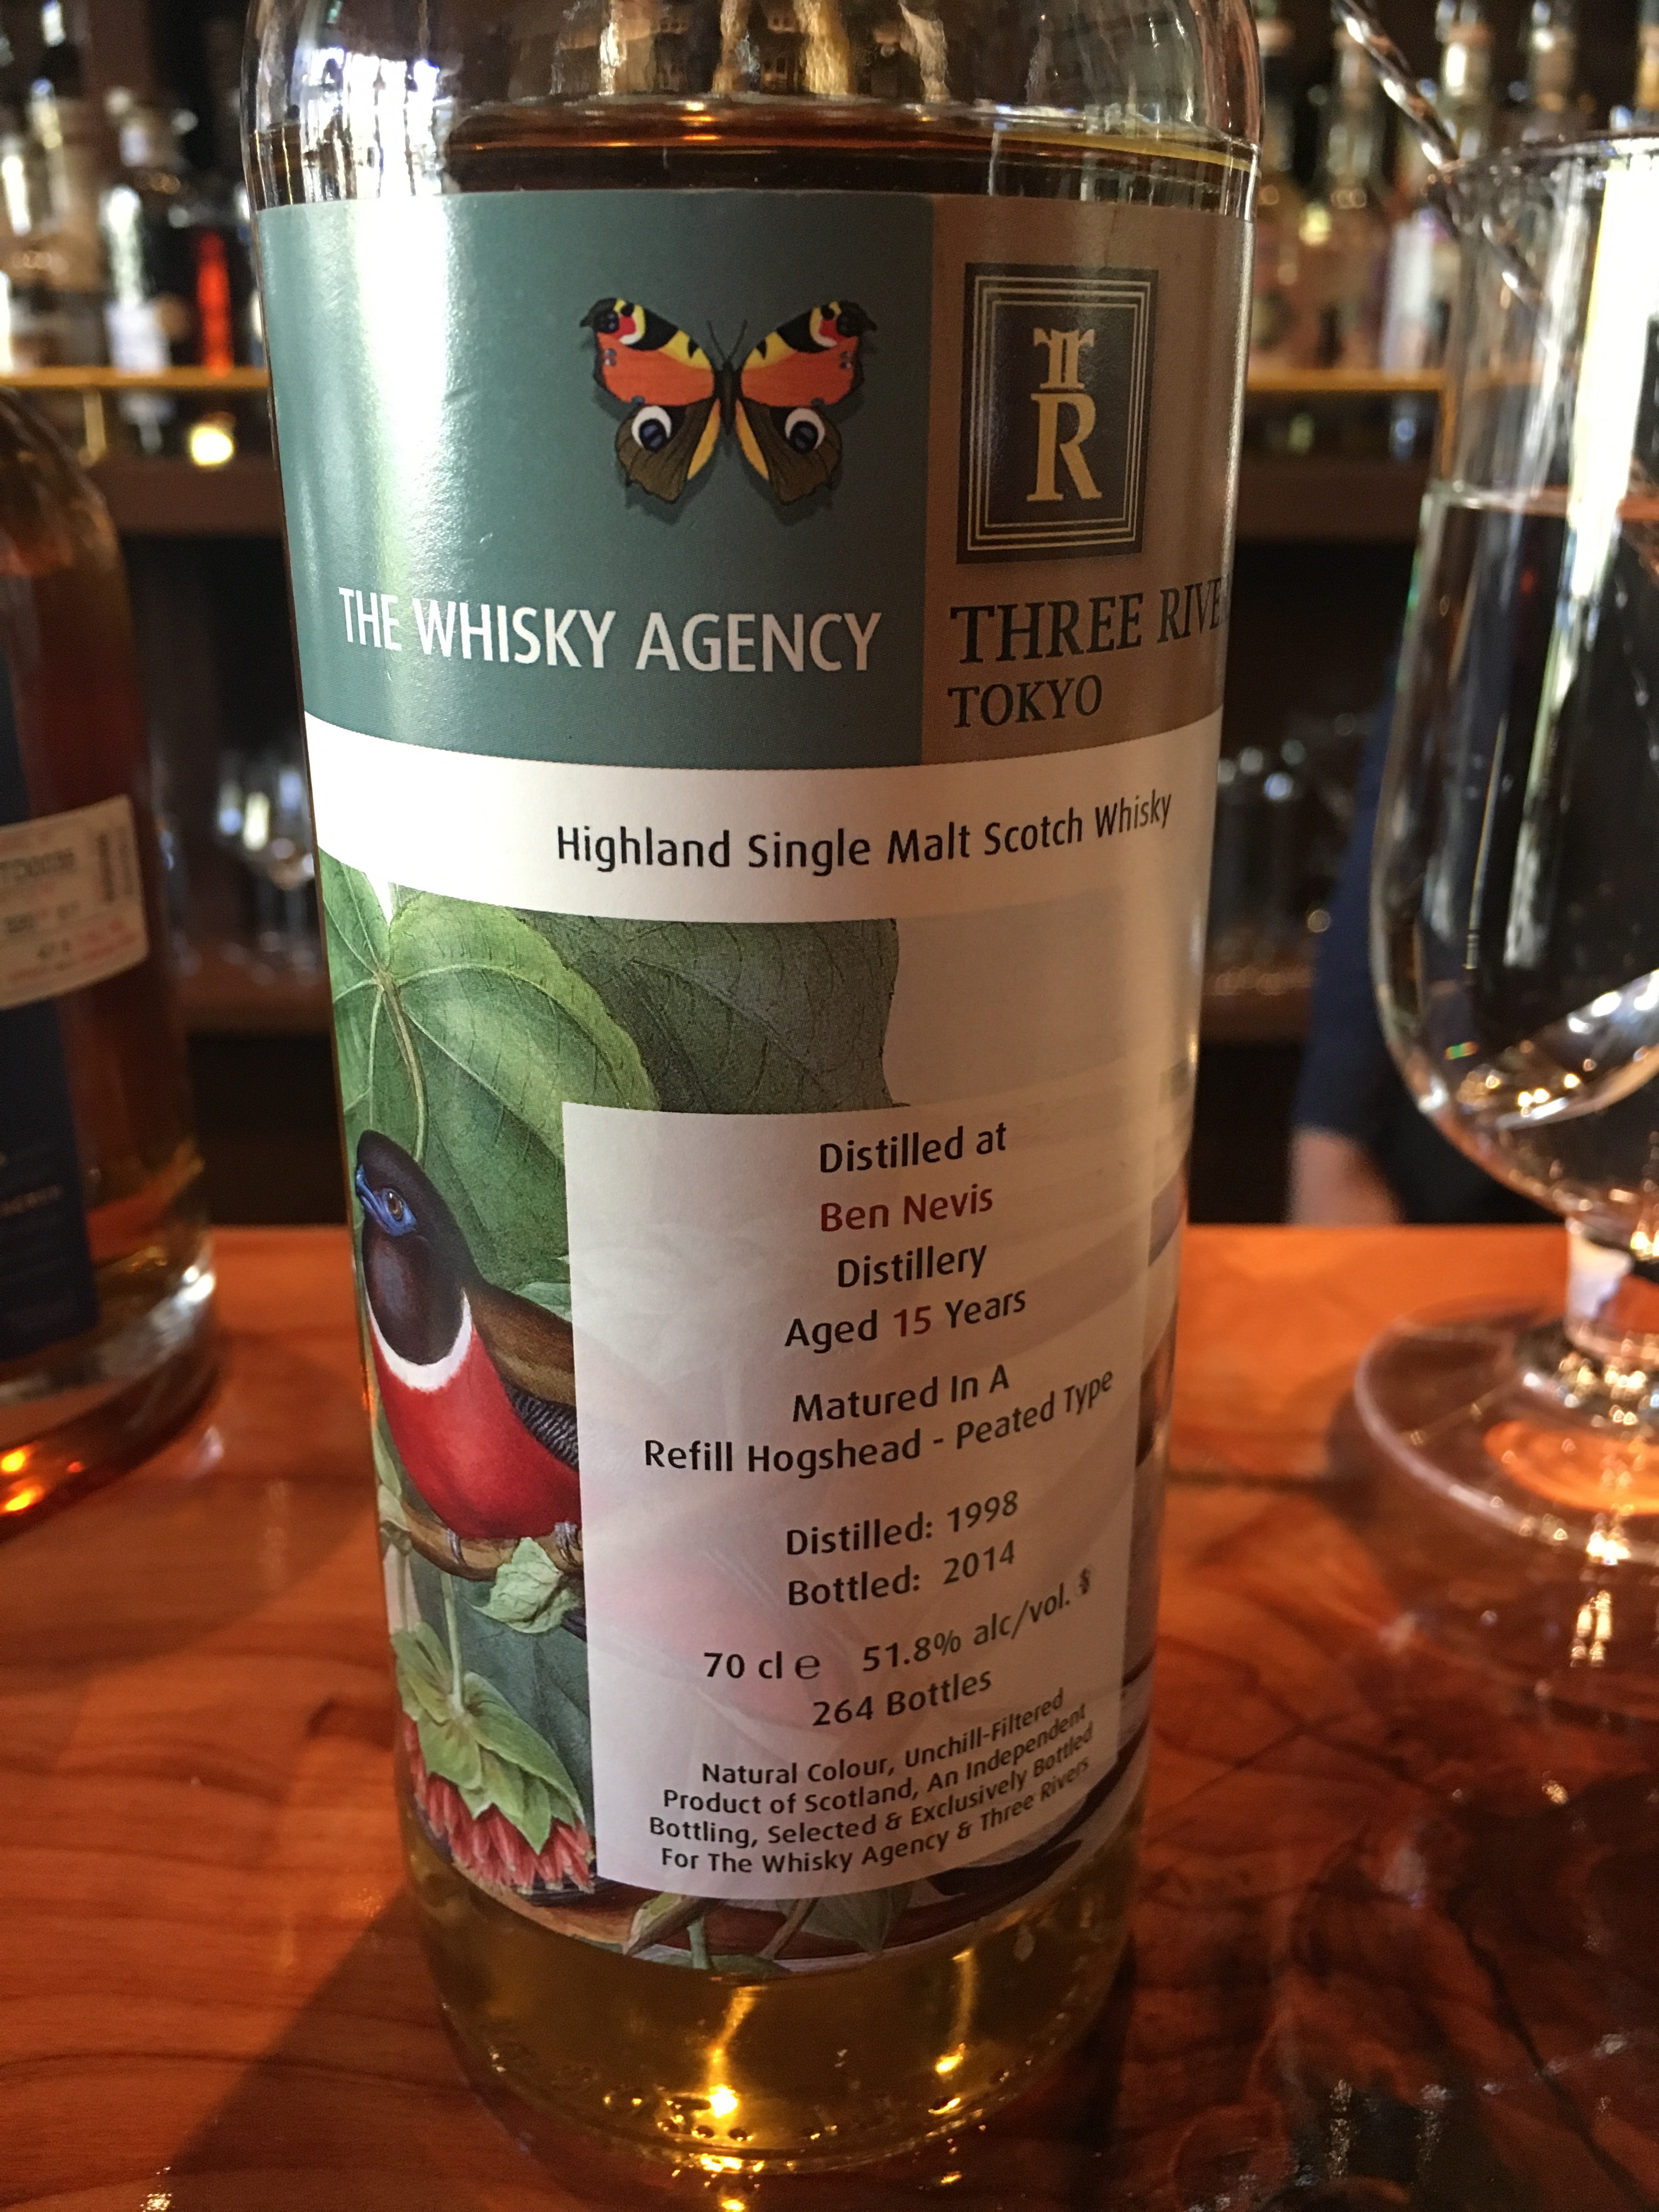 TR
THE WHISKY AGENCY
THREE RIVE
TOKYO
Highland Single Malt Scotch Whisky
Distilled at
Ben Nevis
Distillery
Aged 15 Years
Matured In A
Refill Hogshead - Peated Type
Distilled: 1998
Bottled: 2014
70 cl e 51.8% alc/vol. §
264 Bottles
Natural Colour, Unchill-Filtered
Product of Scotland, An Independent
Bottling, Selected & Exclusively Bottled
For The Whisky Agency & Three Rivers